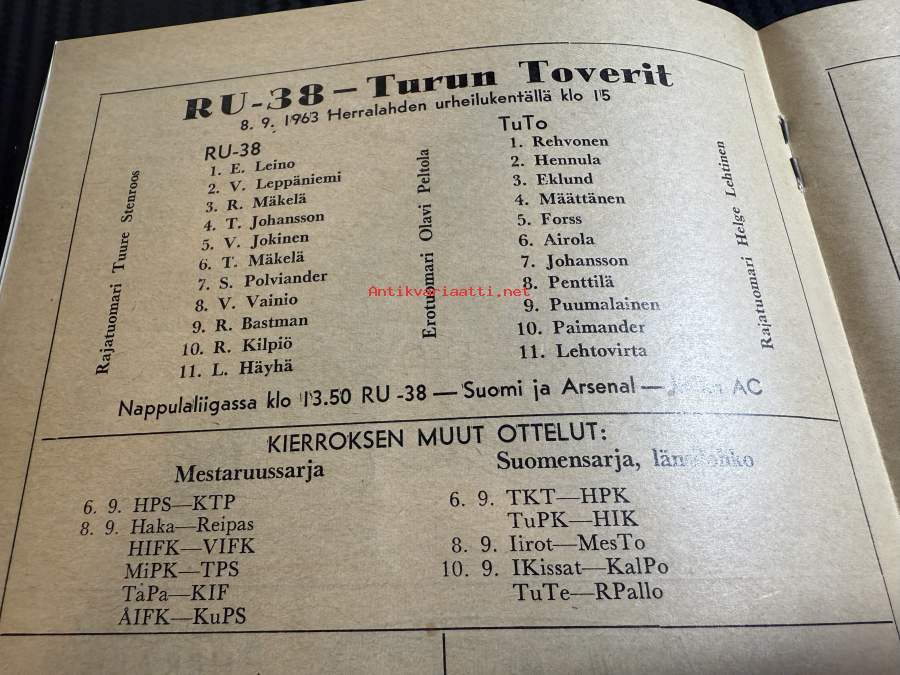 RU-38 – Turun Toverit
8. 9. 1963 Herralahden urheilukentällä klo 15
Rajatuomari Tuure Stenroos
RU-38
1. E. Leino
2. V. Leppäniemi
3. R. Mäkelä
4. T. Johansson
5. V. Jokinen
6. T. Mäkelä
7. S. Polviander
8. V. Vainio
9. R. Bastman
10. R. Kilpiö
11. L. Häyhä
Erotuomari Olavi Peltola
TuTo
1. Rehvonen
2. Hennula
3. Eklund
4. Määttänen
5. Forss
6. Airola
7. Johansson
8. Penttilä
9. Puumalainen
10. Paimander
11. Lehtovirta
Rajatuomari Helge Lehtinen
Antikvariaatti.net
Nappulaliigassa klo 13.50 RU -38 — Suomi ja Arsenal — AC
KIERROKSEN MUUT OTTELUT:
Mestaruussarja
6. 9. HPS—KTP
8. 9. Haka—Reipas
HIFK—VIFK
MiPK—TPS
TaPa—KIF
ÅIFK—KuPS
Suomensarja, länsilohko
6. 9. TKT—HPK
TuPK—HIK
8. 9. Iirot—MesTo
10. 9. IKissat—KalPo
TuTe—RPallo